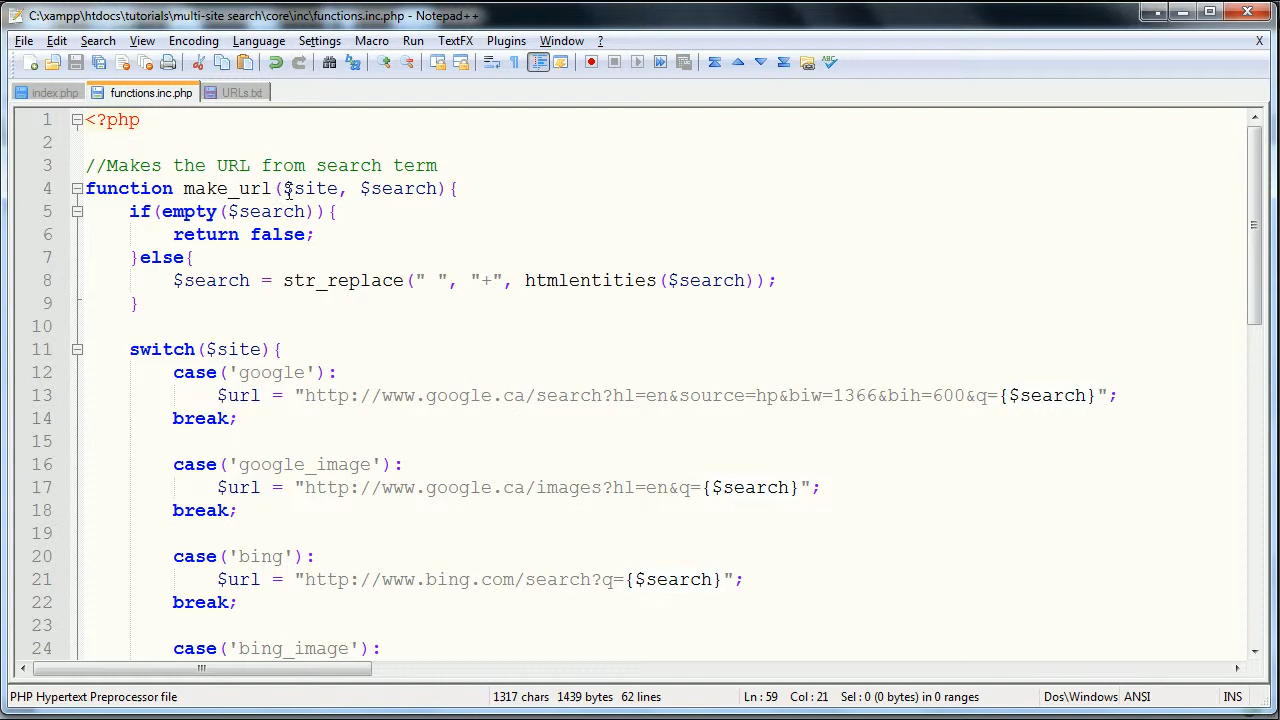 C:\xampp\htdocs\tutorials\multi-site search\core\inc\functions.inc.php - Notepad++
File Edit Search View Encoding Language Settings Macro Run TextFX Plugins Window ? X
index.php functions.inc.php URLs.txt
1 <?php
2
3 //Makes the URL from search term
4 function make_url($site, $search){
5 if(empty($search)){
6 return false;
7 }else{
8 $search = str_replace(" ", "+", htmlentities($search));
9 }
10
11 switch($site){
12 case('google'):
13 $url = "http://www.google.ca/search?hl=en&source=hp&biw=1366&bih=600&q={$search}";
14 break;
15
16 case('google_image'):
17 $url = "http://www.google.ca/images?hl=en&q={$search}";
18 break;
19
20 case('bing'):
21 $url = "http://www.bing.com/search?q={$search}";
22 break;
23
24 case('bing_image'):
PHP Hypertext Preprocessor file 1317 chars 1439 bytes 62 lines Ln : 59 Col : 21 Sel : 0 (0 bytes) in 0 ranges Dos\Windows ANSI INS